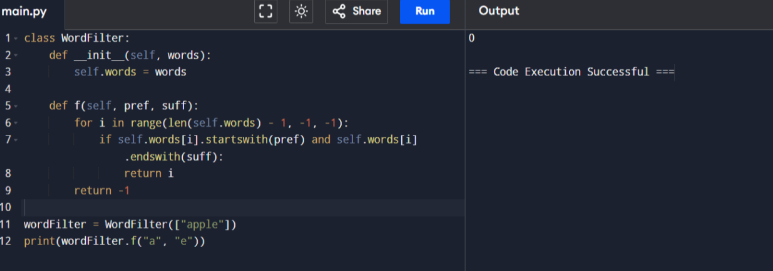 main.py
Share
Run
Output
1 class WordFilter:
2 def __init__(self, words):
3 self.words = words
4
5 def f(self, pref, suff):
6 for i in range(len(self.words) - 1, -1, -1):
7 if self.words[i].startswith(pref) and self.words[i]
.endswith(suff):
8 return i
9 return -1
10
11 wordFilter = WordFilter(["apple"])
12 print(wordFilter.f("a", "e"))
0
=== Code Execution Successful ===